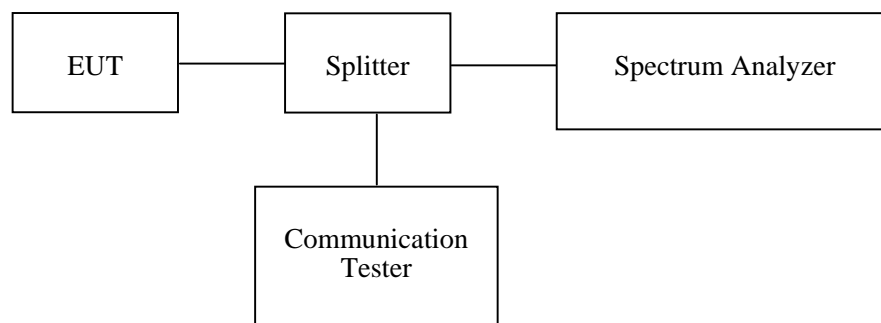 EUT
Splitter
Spectrum Analyzer
Communication
Tester